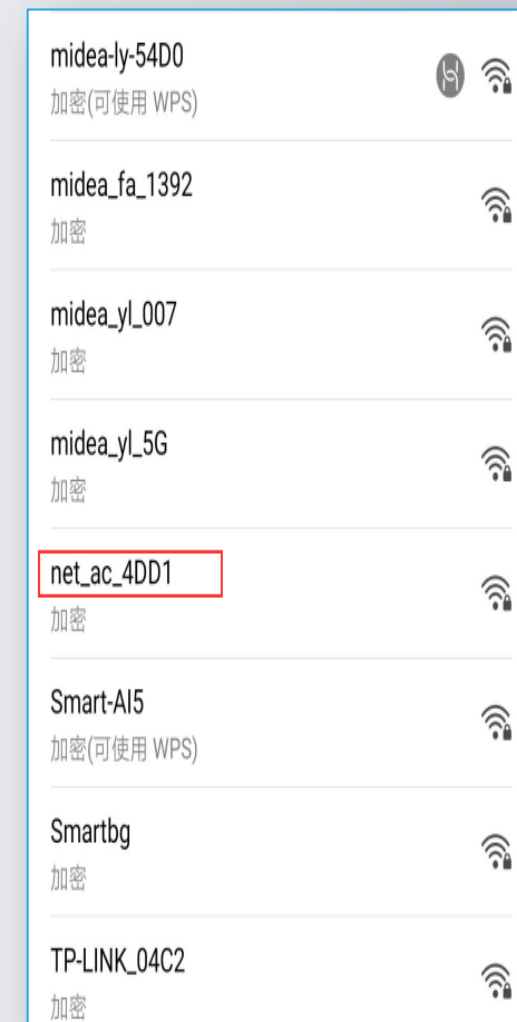 midea-ly-54D0
加密(可使用 WPS)
midea_fa_1392
加密
midea_yl_007
加密
midea_yl_5G
加密
net_ac_4DD1
加密
Smart-AI5
加密(可使用 WPS)
Smartbg
加密
TP-LINK_04C2
加密